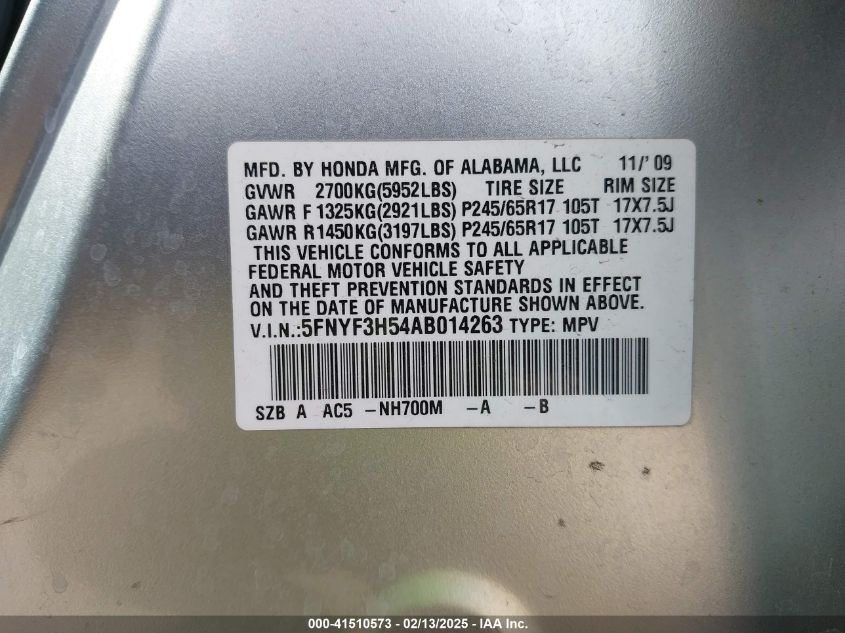 MFD. BY HONDA MFG. OF ALABAMA, LLC 11/'09
GVWR 2700KG(5952LBS) TIRE SIZE RIM SIZE
GAWR F 1325KG(2921LBS) P245/65R17 105T 17X7.5J
GAWR R1450KG(3197LBS) P245/65R17 105T 17X7.5J
THIS VEHICLE CONFORMS TO ALL APPLICABLE
FEDERAL MOTOR VEHICLE SAFETY
AND THEFT PREVENTION STANDARDS IN EFFECT
ON THE DATE OF MANUFACTURE SHOWN ABOVE.
V.I.N.:5FNYF3H54AB014263 TYPE: MPV
SZB A AC5 -NH700M -A -B
000-41510573 - 02/13/2025 - IAA Inc.